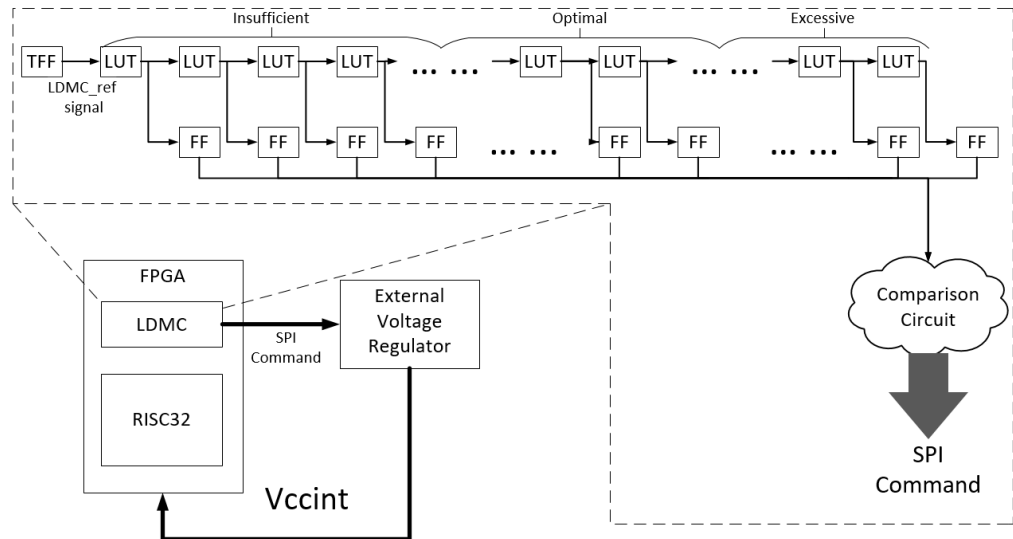 Insufficient Optimal Excessive
TFF LUT LUT LUT LUT ... ... LUT LUT ... ... LUT LUT
LDMC_ref
signal
FF FF FF FF ... ... FF FF ... ... FF FF
FPGA
LDMC
SPI
Command
External
Voltage
Regulator
RISC32
Vccint
Comparison
Circuit
SPI
Command